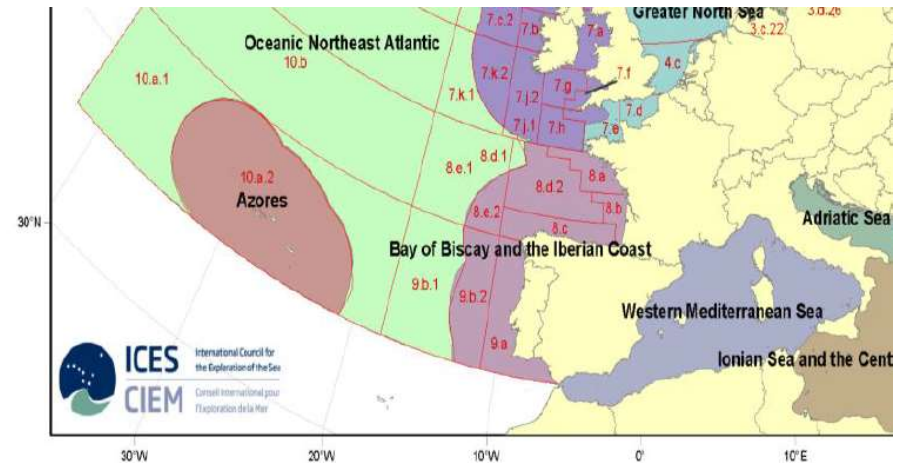 Greater North Sea
3.d.26
7.c.2
7.b
7.a
3.c.22
Oceanic Northeast Atlantic
10.b
4.c
10.a.1
7.k.2
7.f
7.g
7.k.1
7.j.2
7.d
7.j.1
7.h
7.e
8.d.1
8.e.1
8.a
10.a.2
8.d.2
Azores
8.e.2
8.b
30°N
8.c
Adriatic Sea
Bay of Biscay and the Iberian Coast
9.b.1
9.b.2
Western Mediterranean Sea
9.a
Ionian Sea and the Cent
ICES
International Council for
the Exploration of the Sea
CIEM
Conseil International pour
l'Exploration de la Mer
30°W
20°W
10°W
0°
10°E